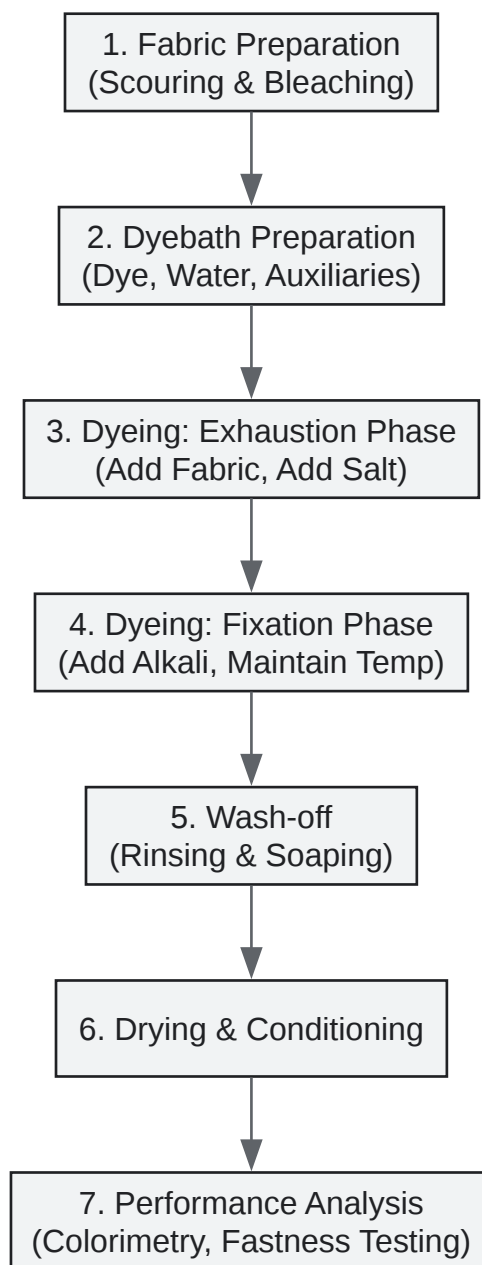 1. Fabric Preparation
(Scouring & Bleaching)
2. Dyebath Preparation
(Dye, Water, Auxiliaries)
3. Dyeing: Exhaustion Phase
(Add Fabric, Add Salt)
4. Dyeing: Fixation Phase
(Add Alkali, Maintain Temp)
5. Wash-off
(Rinsing & Soaping)
6. Drying & Conditioning
7. Performance Analysis
(Colorimetry, Fastness Testing)